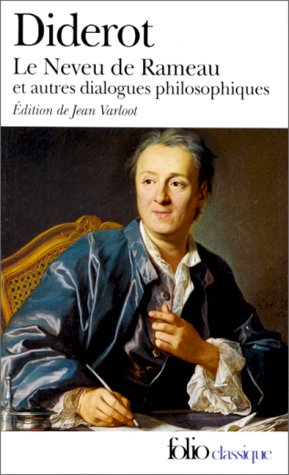 Diderot
Le Neveu de Rameau
et autres dialogues philosophiques
Édition de Jean Varloot
folio classique